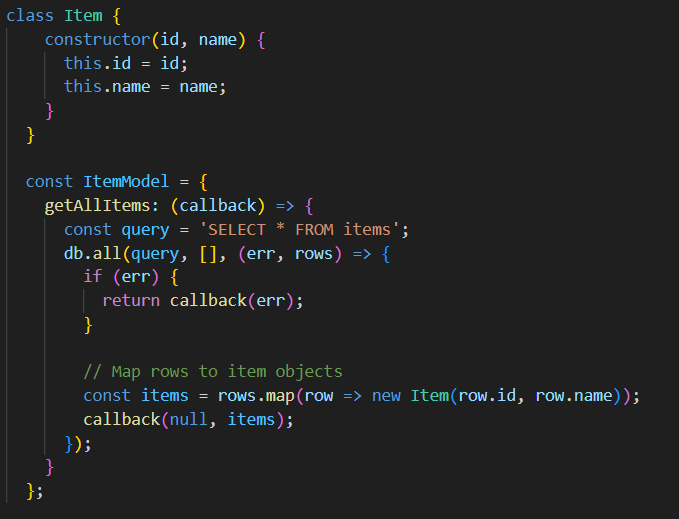 class Item {
    constructor(id, name) {
      this.id = id;
      this.name = name;
    }
  }

  const ItemModel = {
    getAllItems: (callback) => {
      const query = 'SELECT * FROM items';
      db.all(query, [], (err, rows) => {
        if (err) {
          return callback(err);
        }

        // Map rows to item objects
        const items = rows.map(row => new Item(row.id, row.name));
        callback(null, items);
      });
    }
  };